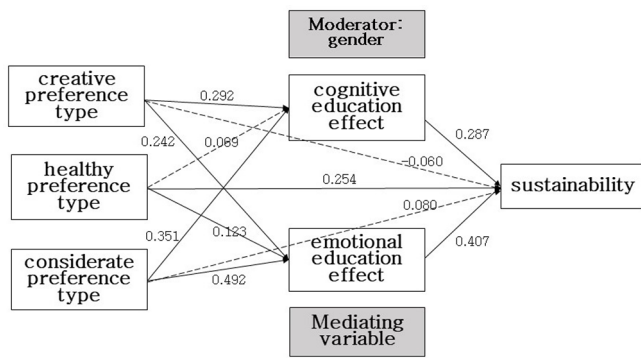 Moderator:
gender
creative
preference
type
cognitive
education
effect
healthy
preference
type
sustainability
considerate
preference
type
emotional
education
effect
Mediating
variable
0.292
0.242
0.069
0.287
-0.060
0.254
0.080
0.351
0.123
0.407
0.492